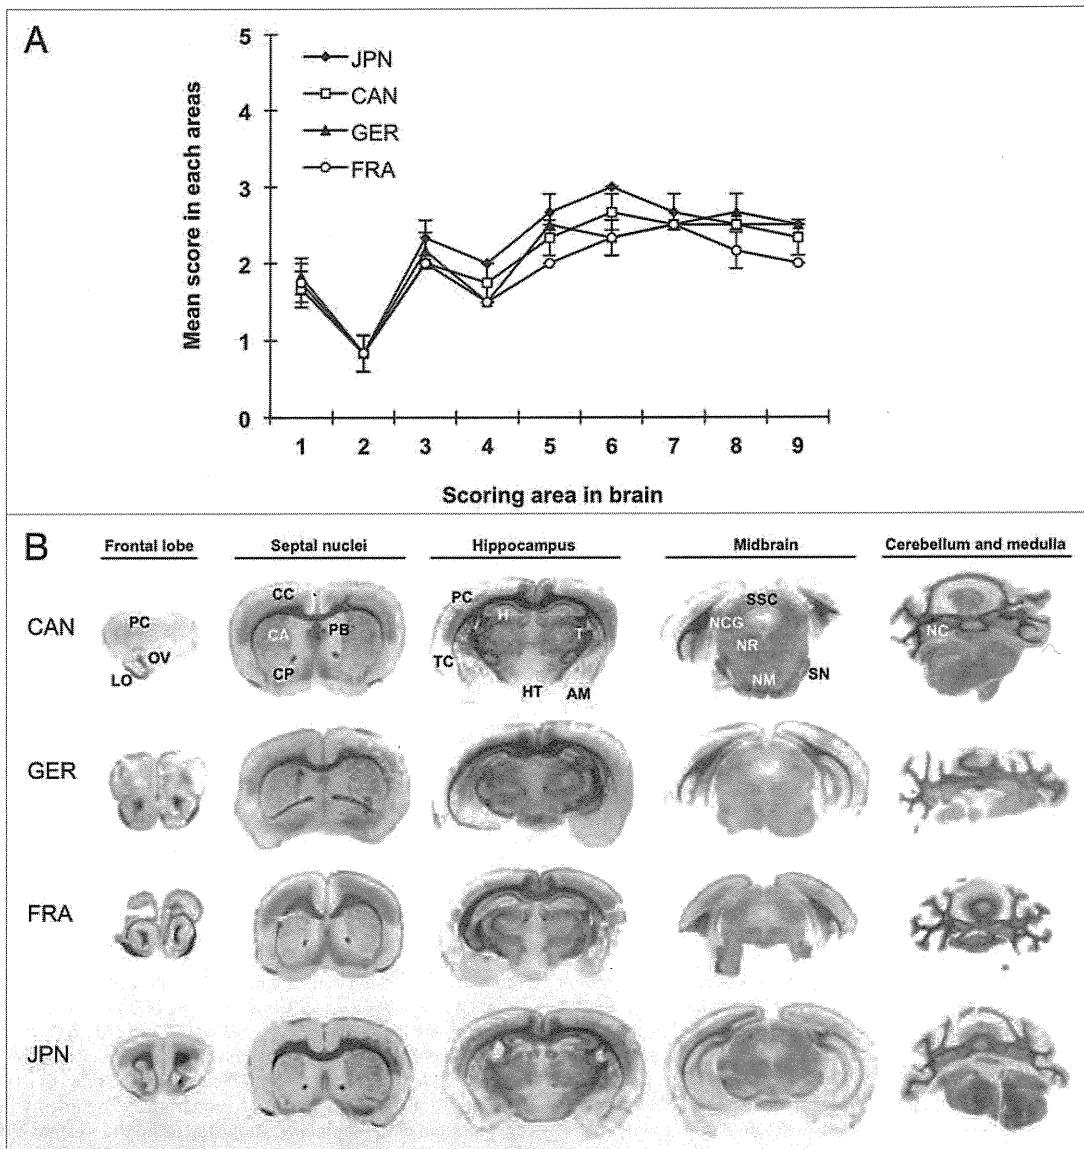 A
5
4
3
2
1
0
Mean score in each areas
JPN
CAN
GER
FRA
1 2 3 4 5 6 7 8 9
Scoring area in brain
B
Frontal lobe Septal nuclei Hippocampus Midbrain Cerebellum and medulla
CAN
PC
OV
LO
CC
CA
PB
CP
PC
H
T
TC
HT
AM
SSC
NCG
NR
NM
SN
NC
GER
FRA
JPN